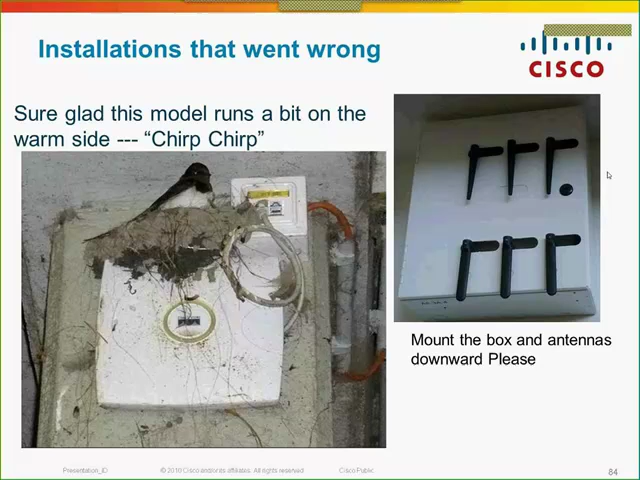 Installations that went wrong
CISCO
Sure glad this model runs a bit on the
warm side --- “Chirp Chirp”
Mount the box and antennas
downward Please
Presentation_ID
© 2010 Cisco and/or its affiliates. All rights reserved
Cisco Public
84